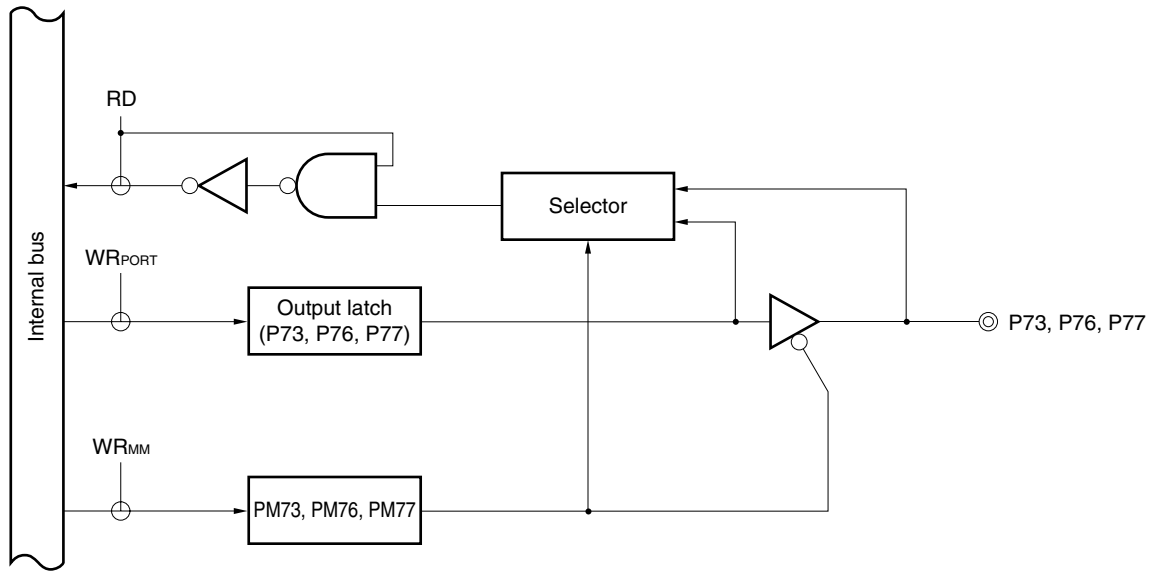 RD
Selector
Internal bus
WRPORT
Output latch
(P73, P76, P77)
P73, P76, P77
WRMM
PM73, PM76, PM77